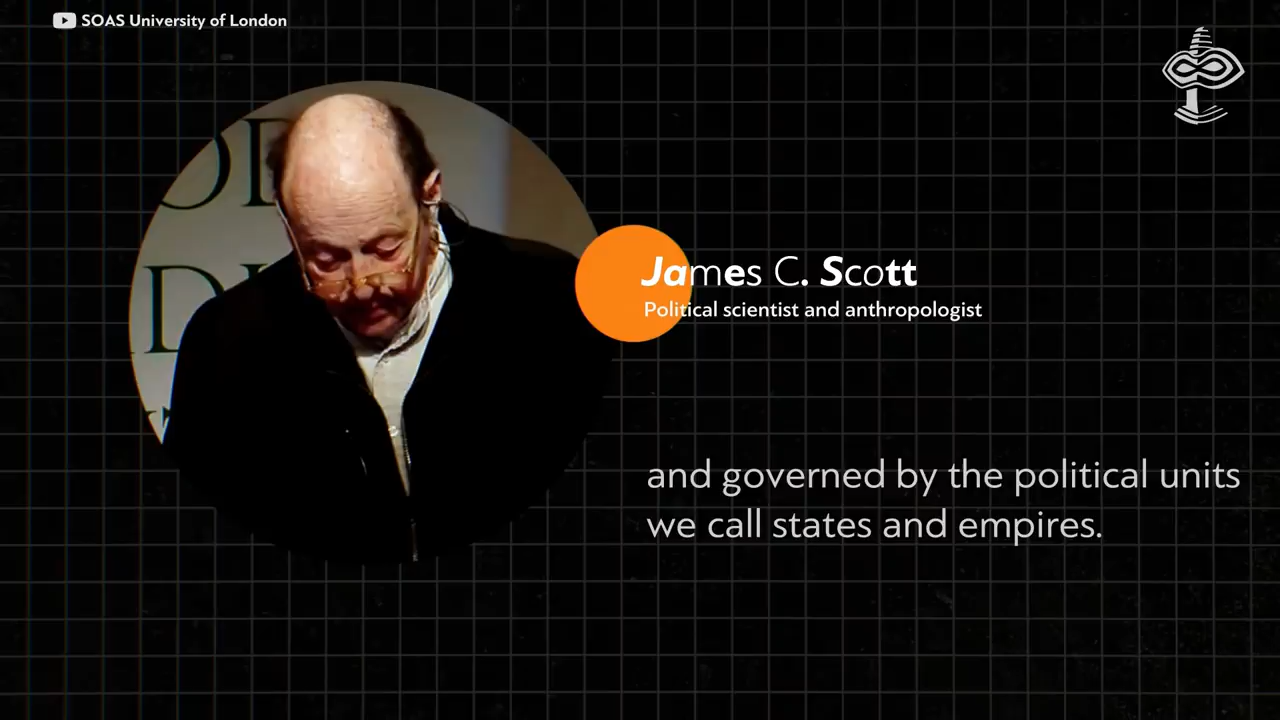 SOAS University of London
James C. Scott
Political scientist and anthropologist
and governed by the political units
we call states and empires.